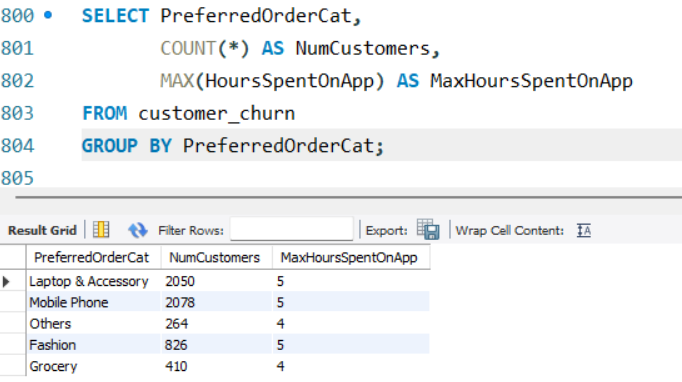 800 SELECT PreferredOrderCat,
801 COUNT(*) AS NumCustomers,
802 MAX(HoursSpentOnApp) AS MaxHoursSpentOnApp
803 FROM customer_churn
804 GROUP BY PreferredOrderCat;
805
Result Grid Filter Rows: Export: Wrap Cell Content: IA
PreferredOrderCat NumCustomers MaxHoursSpentOnApp
Laptop & Accessory 2050 5
Mobile Phone 2078 5
Others 264 4
Fashion 826 5
Grocery 410 4